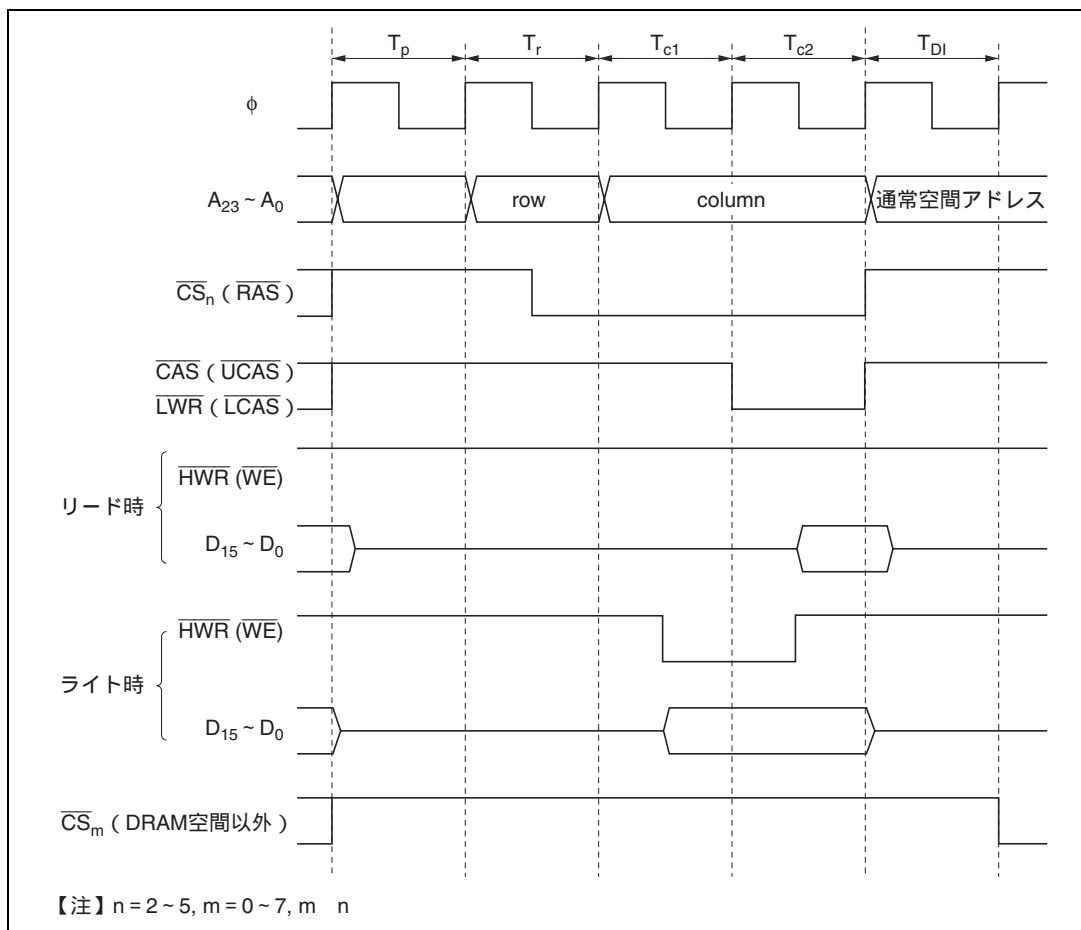 Tp Tr Tc1 Tc2 TDI
φ
A23 ~ A0 row column 通常空間アドレス
CSn ( RAS )
CAS ( UCAS )
LWR ( LCAS )
リード時
HWR (WE)
D15 ~ D0
ライト時
HWR (WE)
D15 ~ D0
CSm ( DRAM空間以外 )
【注】n = 2 ~ 5, m = 0 ~ 7, m n